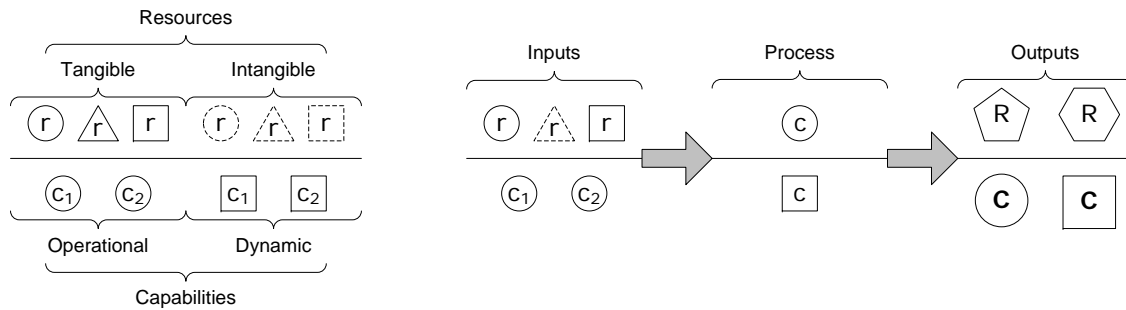 Resources
Tangible Intangible
r r r r r r
c1 c2 c1 c2
Operational Dynamic
Capabilities
Inputs Process Outputs
r r r c R R
c1 c2 c C C